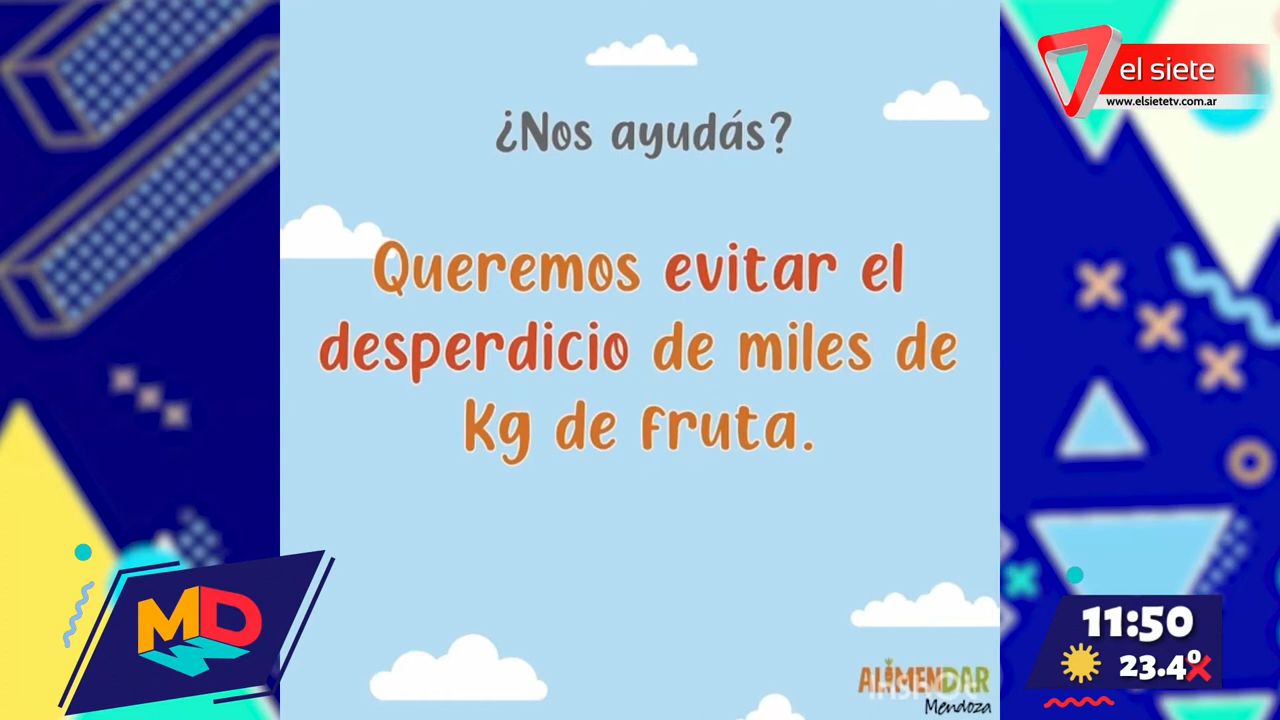 el siete
www.elsietetv.com.ar
¿Nos ayudás?
Queremos evitar el
desperdicio de miles de
Kg de fruta.
MD
11:50
23.4º
ALIMENDAR
Mendoza